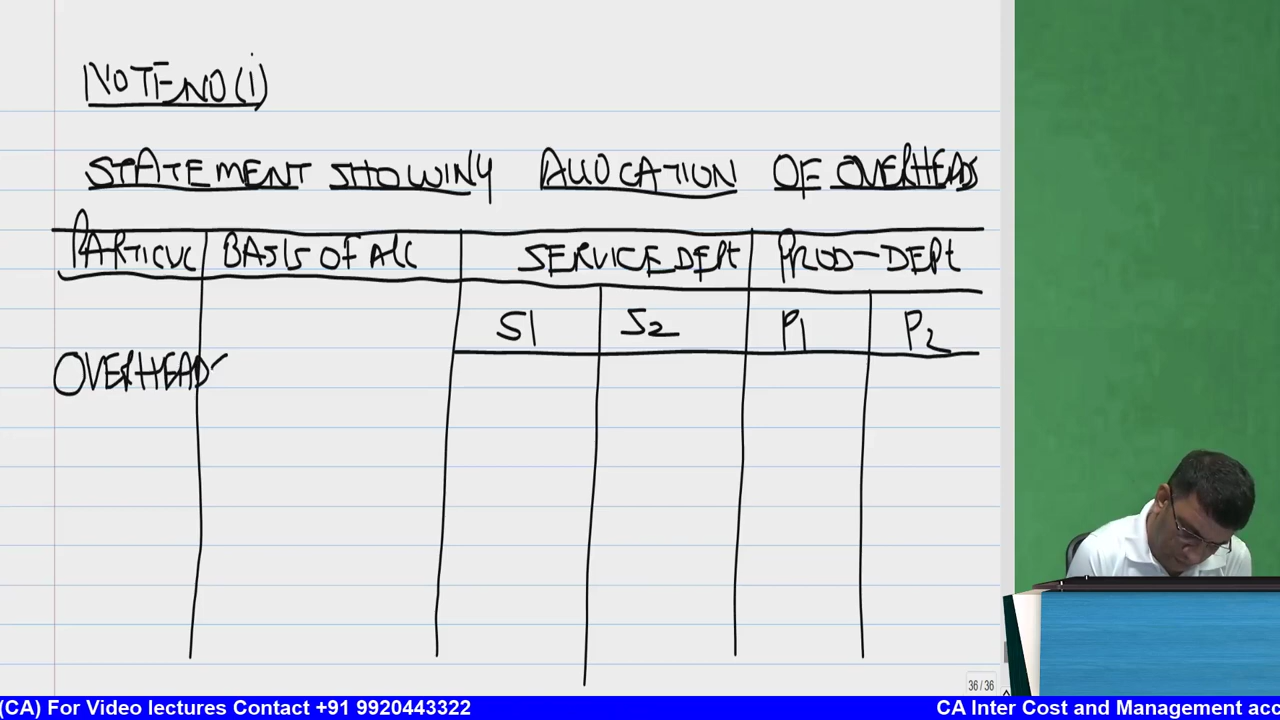 NOTE NO (i)
STATEMENT SHOWING ALLOCATION OF OVERHEADS
PARTICUL BASIS OF ALL SERVICE DEPT PROD-DEPT
S1 S2 P1 P2
OVERHEAD
36/36
(CA) For Video lectures Contact +91 9920443322 CA Inter Cost and Management acc